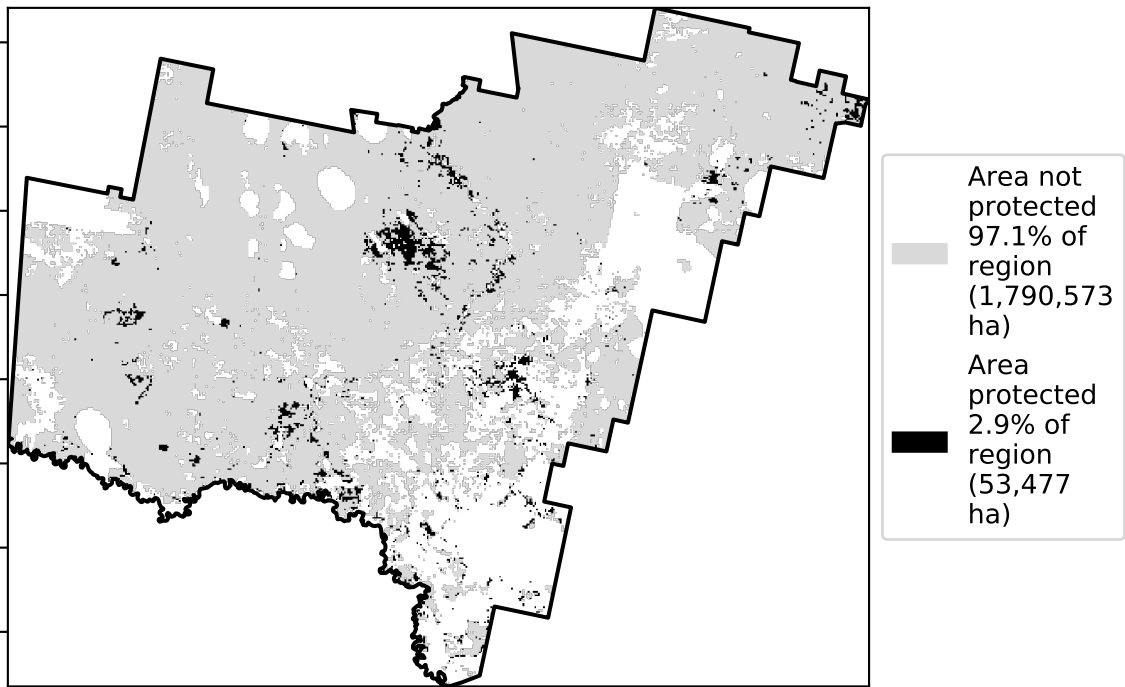 Area not
protected
97.1% of
region
(1,790,573
ha)
Area
protected
2.9% of
region
(53,477
ha)